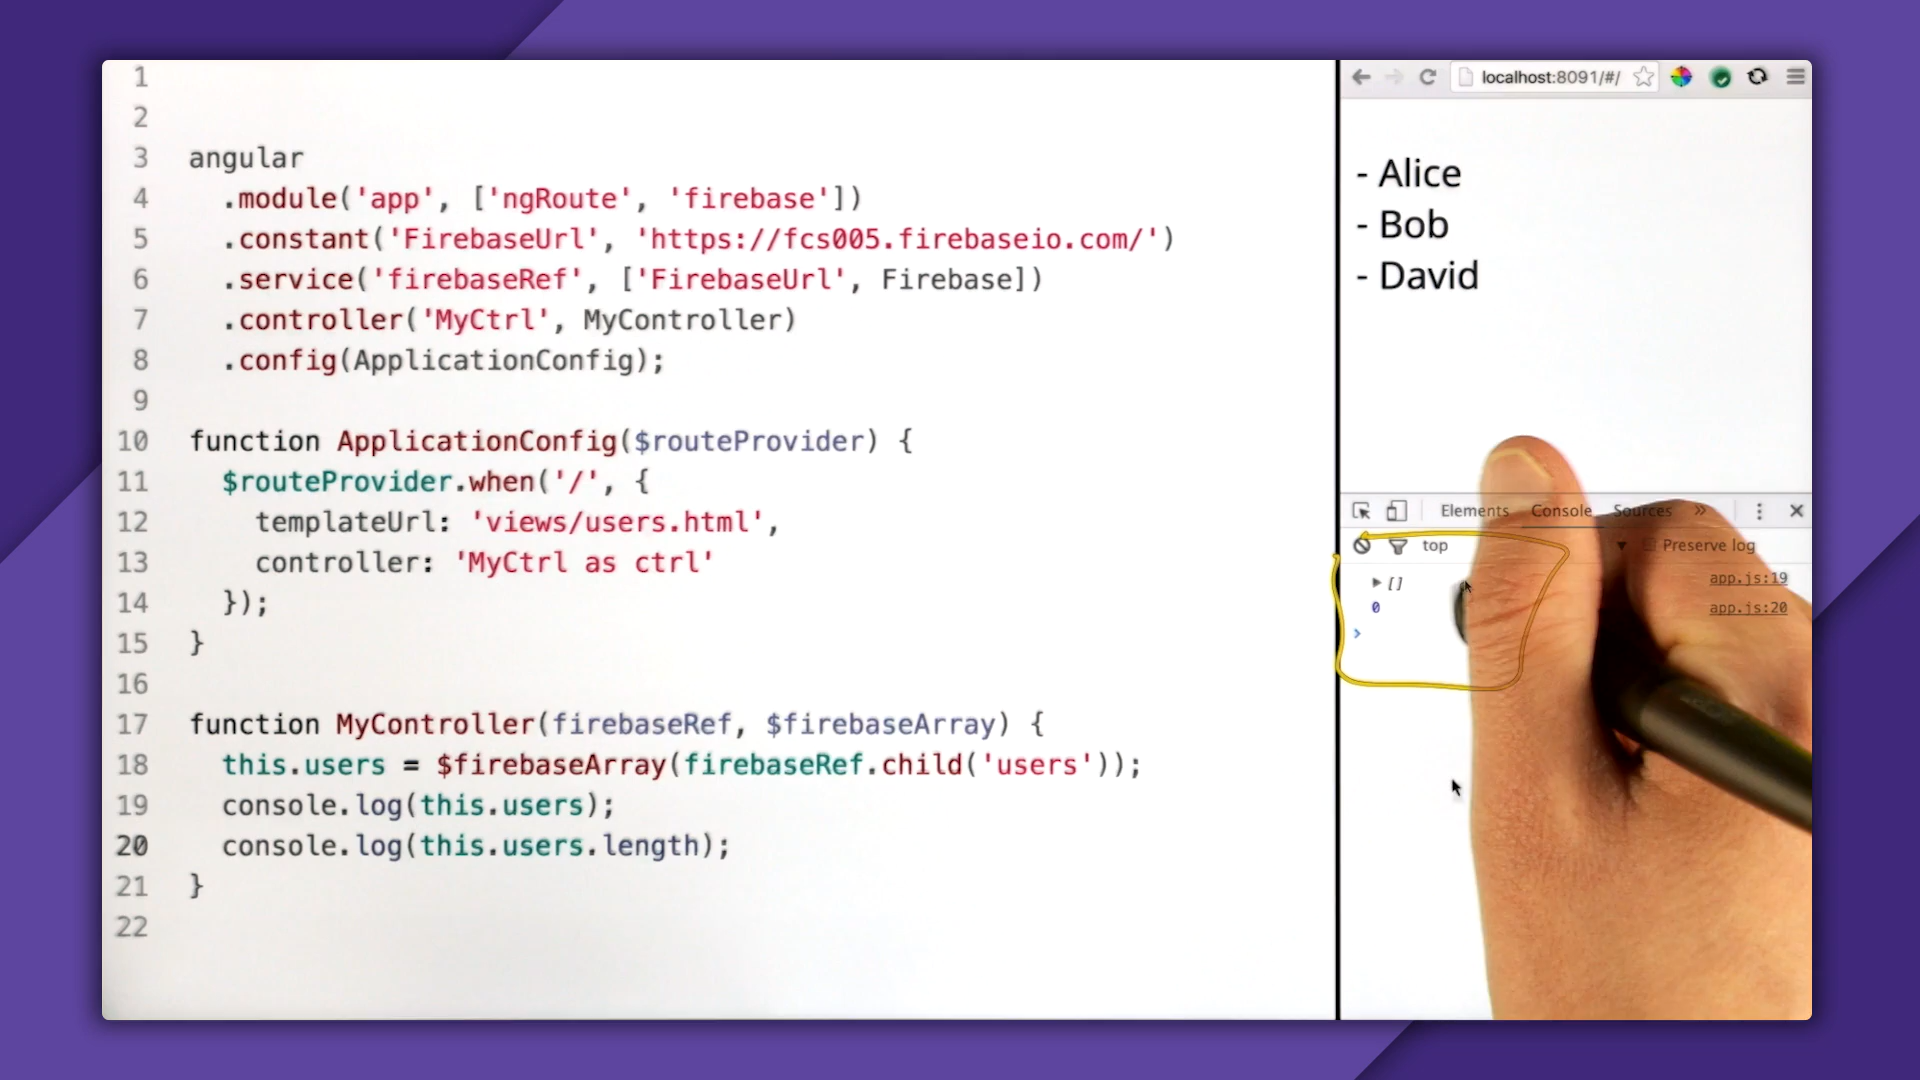 1
2
3 angular
4 .module('app', ['ngRoute', 'firebase'])
5 .constant('FirebaseUrl', 'https://fcs005.firebaseio.com/')
6 .service('firebaseRef', ['FirebaseUrl', Firebase])
7 .controller('MyCtrl', MyController)
8 .config(ApplicationConfig);
9
10 function ApplicationConfig($routeProvider) {
11 $routeProvider.when('/', {
12 templateUrl: 'views/users.html',
13 controller: 'MyCtrl as ctrl'
14 });
15 }
16
17 function MyController(firebaseRef, $firebaseArray) {
18 this.users = $firebaseArray(firebaseRef.child('users'));
19 console.log(this.users);
20 console.log(this.users.length);
21 }
22
localhost:8091/#/
- Alice
- Bob
- David
Elements Console Sources »
top Preserve log
[] app.js:19
0 app.js:20